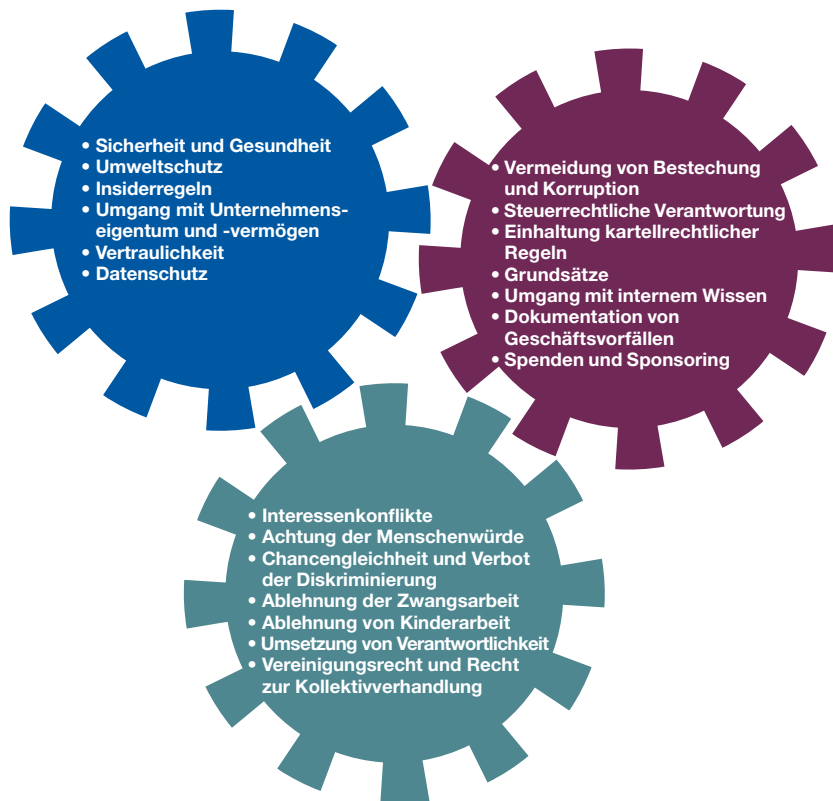 • Sicherheit und Gesundheit
• Umweltschutz
• Insiderregeln
• Umgang mit Unternehmens-
eigentum und -vermögen
• Vertraulichkeit
• Datenschutz
• Vermeidung von Bestechung
und Korruption
• Steuerrechtliche Verantwortung
• Einhaltung kartellrechtlicher
Regeln
• Grundsätze
• Umgang mit internem Wissen
• Dokumentation von
Geschäftsvorfällen
• Spenden und Sponsoring
• Interessenkonflikte
• Achtung der Menschenwürde
• Chancengleichheit und Verbot
der Diskriminierung
• Ablehnung der Zwangsarbeit
• Ablehnung von Kinderarbeit
• Umsetzung von Verantwortlichkeit
• Vereinigungsrecht und Recht
zur Kollektivverhandlung